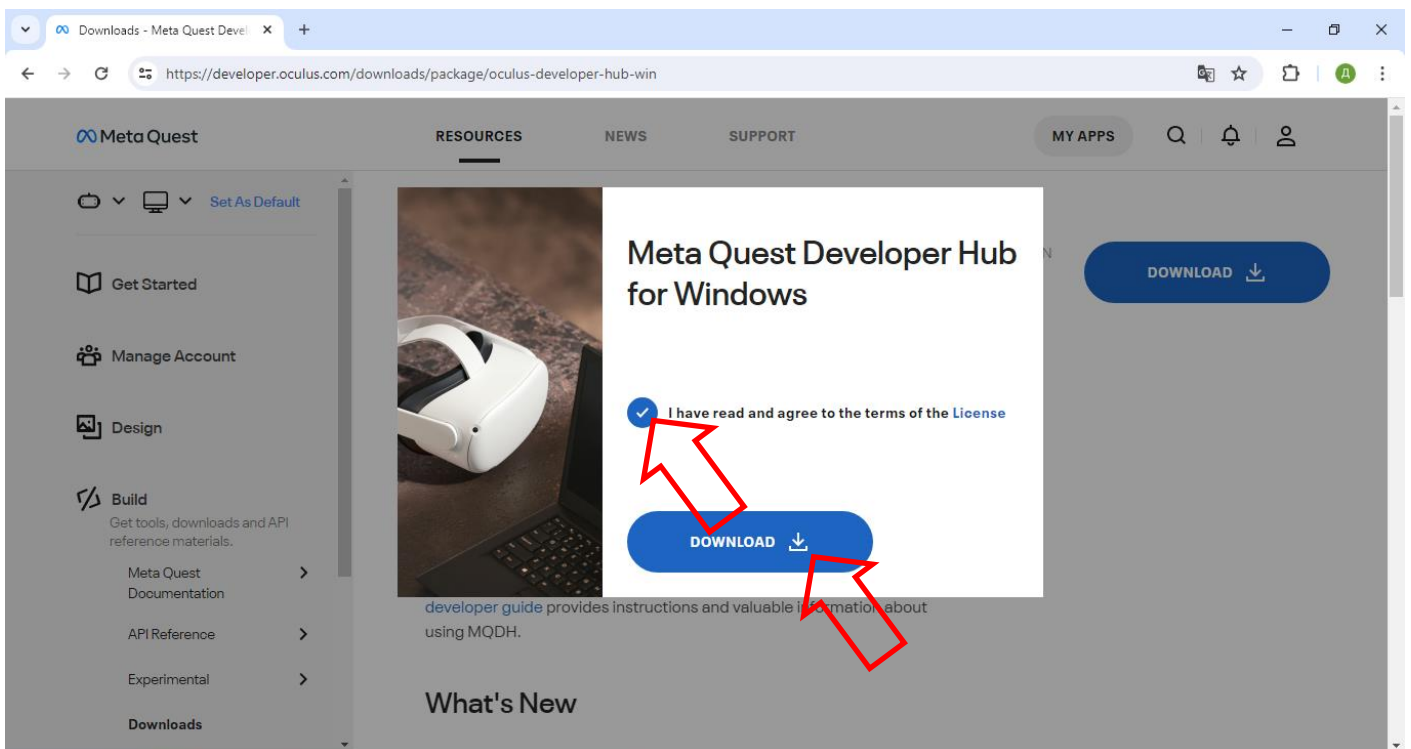 Downloads - Meta Quest Devel
https://developer.oculus.com/downloads/package/oculus-developer-hub-win
Д
Meta Quest
RESOURCES
NEWS
SUPPORT
MY APPS
Set As Default
Get Started
Manage Account
Design
Build
Get tools, downloads and API
reference materials.
Meta Quest
Documentation
API Reference
Experimental
Downloads
Meta Quest Developer Hub
for Windows
I have read and agree to the terms of the License
DOWNLOAD
N
DOWNLOAD
developer guide provides instructions and valuable information about
using MQDH.
What's New